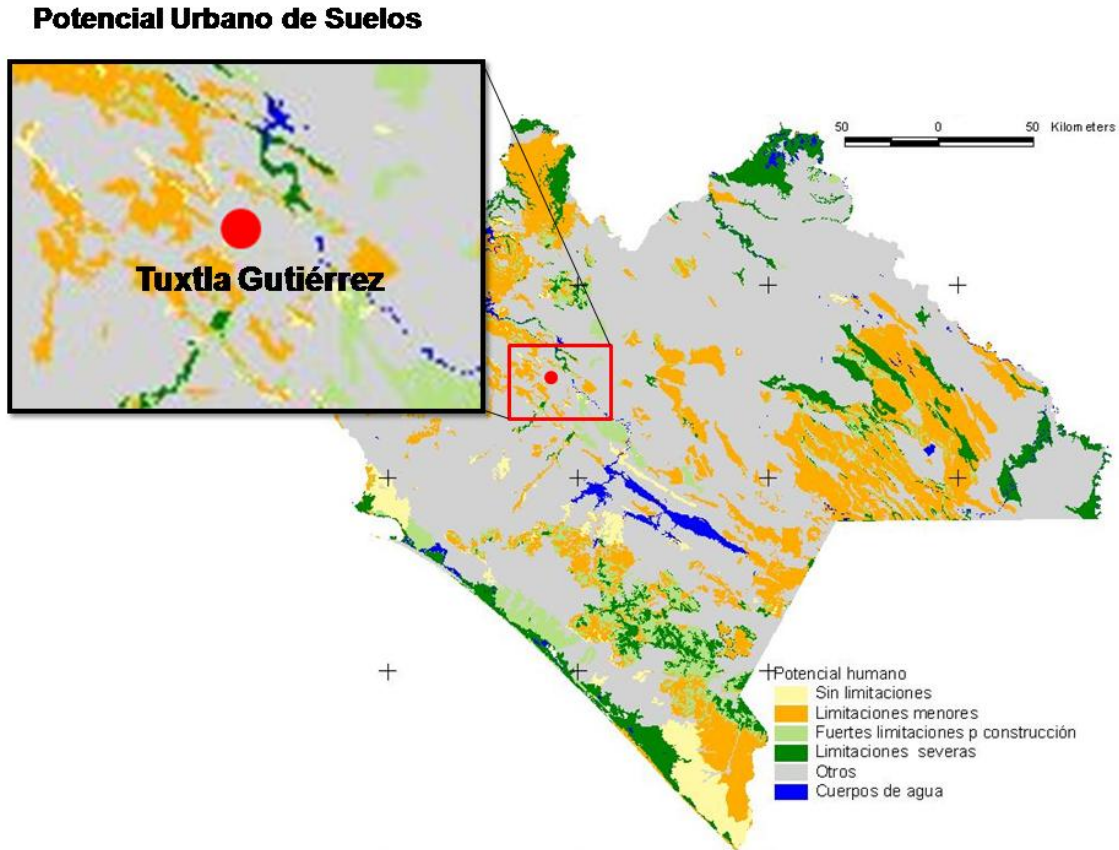 Potencial Urbano de Suelos
50 0 50 Kilometers
Tuxtla Gutiérrez
Potencial humano
Sin limitaciones
Limitaciones menores
Fuertes limitaciones p construcción
Limitaciones severas
Otros
Cuerpos de agua